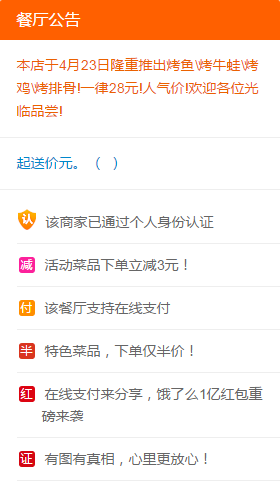 餐厅公告
本店于4月23日隆重推出烤鱼\烤牛蛙\烤
鸡\烤排骨!一律28元!人气价!欢迎各位光
临品尝!
起送价元。（ ）
认 该商家已通过个人身份认证
减 活动菜品下单立减3元！
付 该餐厅支持在线支付
半 特色菜品，下单仅半价！
红 在线支付来分享，饿了么1亿红包重
磅来袭
证 有图有真相，心里更放心！